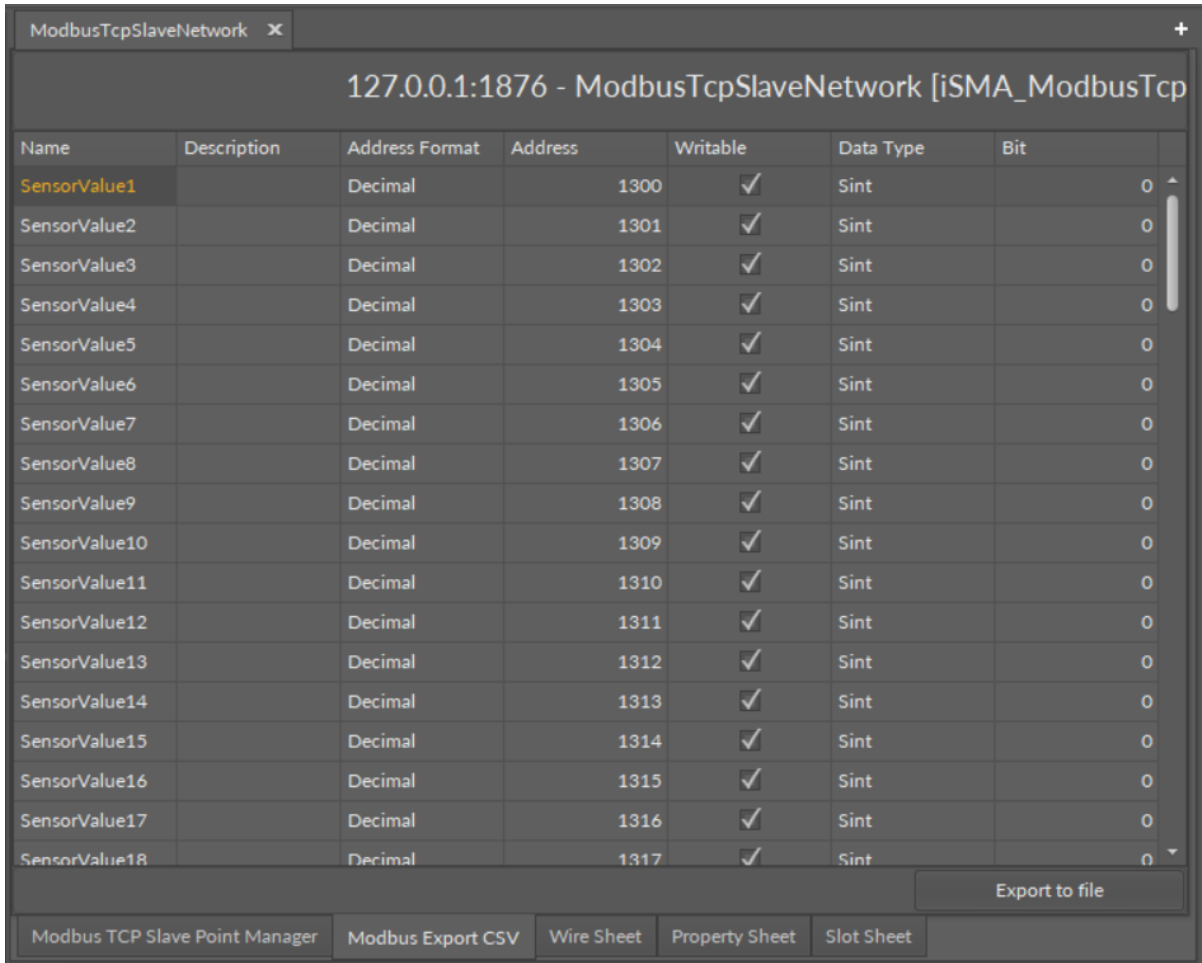 ModbusTcpSlaveNetwork
127.0.0.1:1876 - ModbusTcpSlaveNetwork [iSMA_ModbusTcp
Name Description Address Format Address Writable Data Type Bit
SensorValue1 Decimal 1300 Sint 0
SensorValue2 Decimal 1301 Sint 0
SensorValue3 Decimal 1302 Sint 0
SensorValue4 Decimal 1303 Sint 0
SensorValue5 Decimal 1304 Sint 0
SensorValue6 Decimal 1305 Sint 0
SensorValue7 Decimal 1306 Sint 0
SensorValue8 Decimal 1307 Sint 0
SensorValue9 Decimal 1308 Sint 0
SensorValue10 Decimal 1309 Sint 0
SensorValue11 Decimal 1310 Sint 0
SensorValue12 Decimal 1311 Sint 0
SensorValue13 Decimal 1312 Sint 0
SensorValue14 Decimal 1313 Sint 0
SensorValue15 Decimal 1314 Sint 0
SensorValue16 Decimal 1315 Sint 0
SensorValue17 Decimal 1316 Sint 0
SensorValue18 Decimal 1317 Sint 0
Export to file
Modbus TCP Slave Point Manager Modbus Export CSV Wire Sheet Property Sheet Slot Sheet